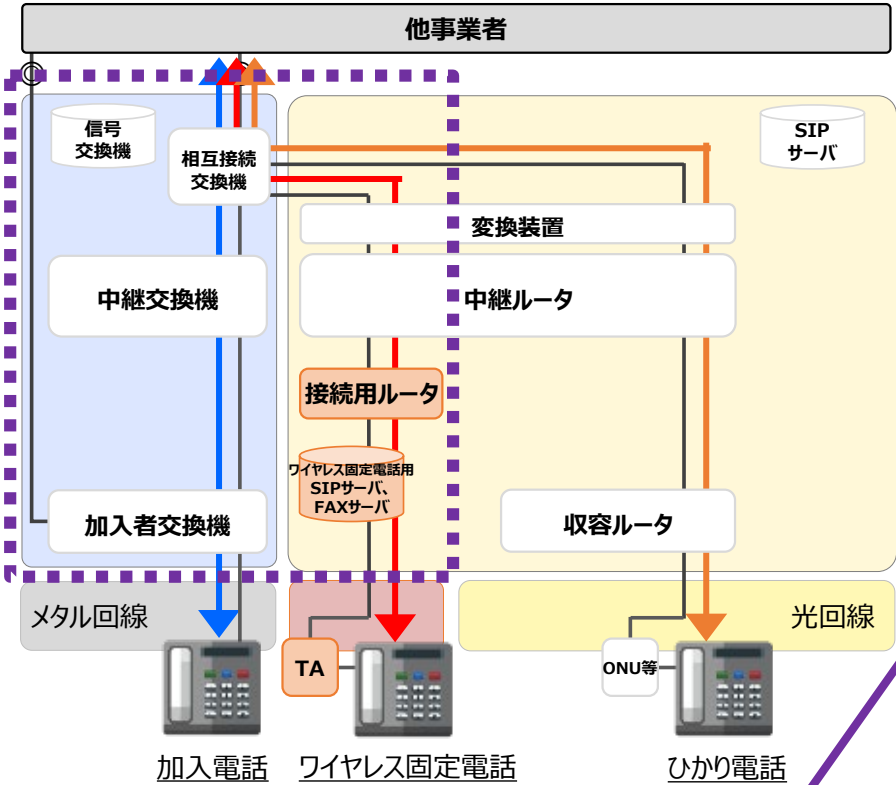 他事業者
信号
交換機
相互接続
交換機
SIP
サーバ
変換装置
中継交換機
中継ルータ
接続用ルータ
ワイヤレス固定電話用
SIPサーバ、
FAXサーバ
加入者交換機
収容ルータ
メタル回線
光回線
TA
ONU等
加入電話
ワイヤレス固定電話
ひかり電話